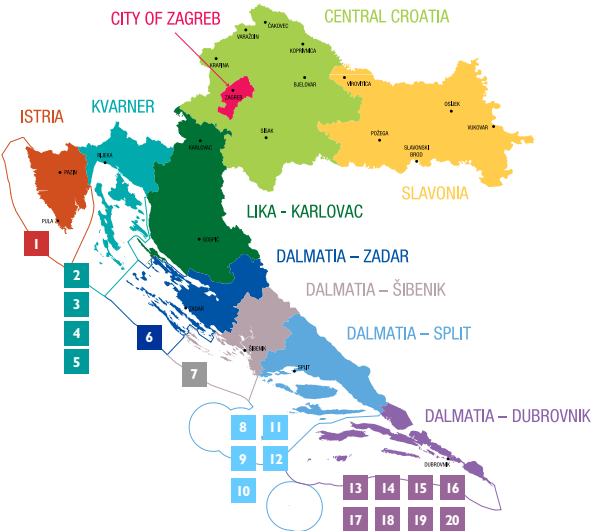 CITY OF ZAGREB
CENTRAL CROATIA
ČAKOVEC
VARAŽDIN
KOPRIVNICA
KRAPINA
BJELOVAR
VIROVITICA
ZAGREB
OSIJEK
VUKOVAR
POŽEGA
SLAVONSKI
BROD
SISAK
KARLOVAC
ISTRIA
KVARNER
RIJEKA
PAZIN
PULA
SLAVONIA
LIKA - KARLOVAC
GOSPIĆ
1
DALMATIA – ZADAR
2
3
4
5
DALMATIA – ŠIBENIK
ZADAR
6
DALMATIA – SPLIT
ŠIBENIK
7
SPLIT
8 11
9 12
10
DALMATIA – DUBROVNIK
DUBROVNIK
13 14 15 16
17 18 19 20